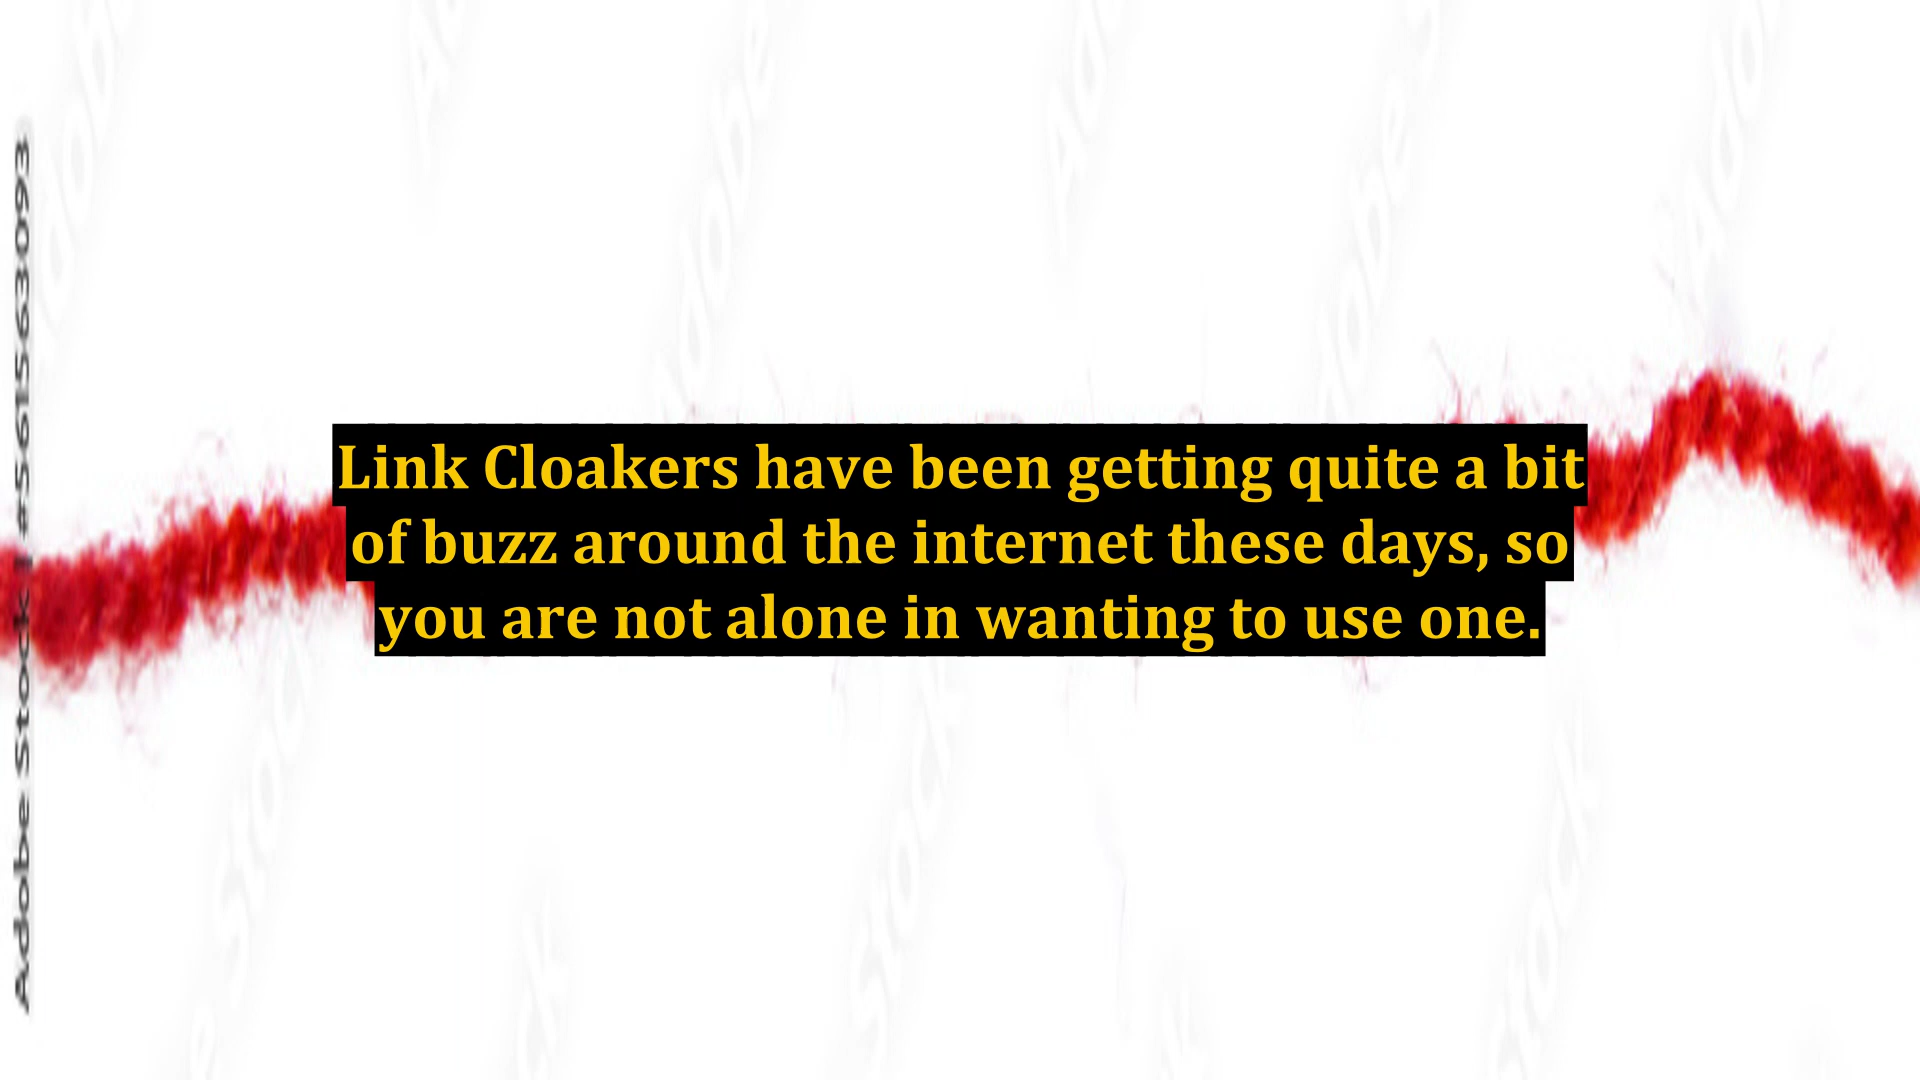 Adobe Stock | #561563093
Link Cloakers have been getting quite a bit
of buzz around the internet these days, so
you are not alone in wanting to use one.